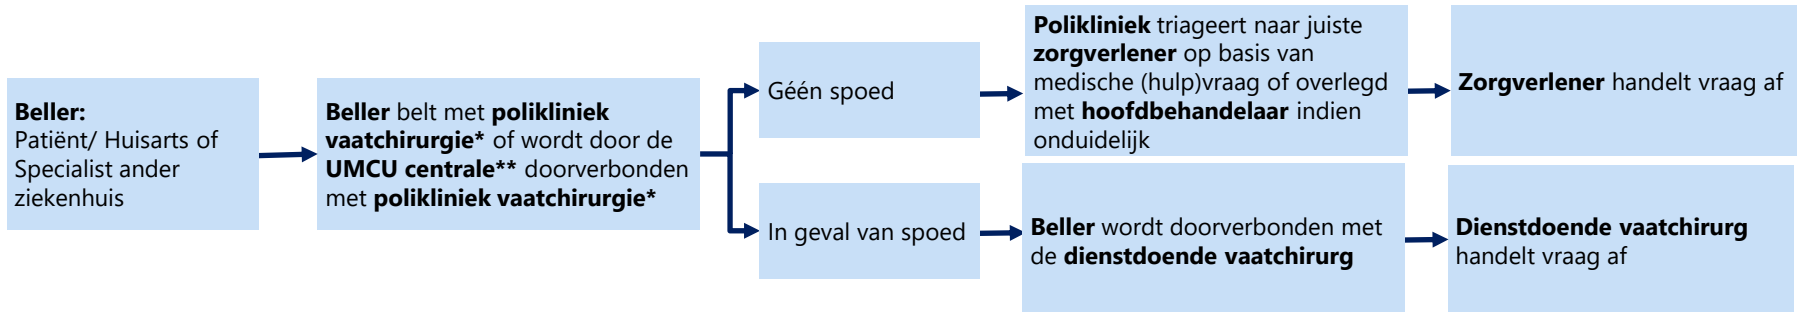 Beller:
Patiënt/ Huisarts of
Specialist ander
ziekenhuis
Beller belt met polikliniek
vaatchirurgie* of wordt door de
UMCU centrale** doorverbonden
met polikliniek vaatchirurgie*
Géén spoed
Polikliniek triageert naar juiste
zorgverlener op basis van
medische (hulp)vraag of overlegd
met hoofdbehandelaar indien
onduidelijk
Zorgverlener handelt vraag af
In geval van spoed
Beller wordt doorverbonden met
de dienstdoende vaatchirurg
Dienstdoende vaatchirurg
handelt vraag af